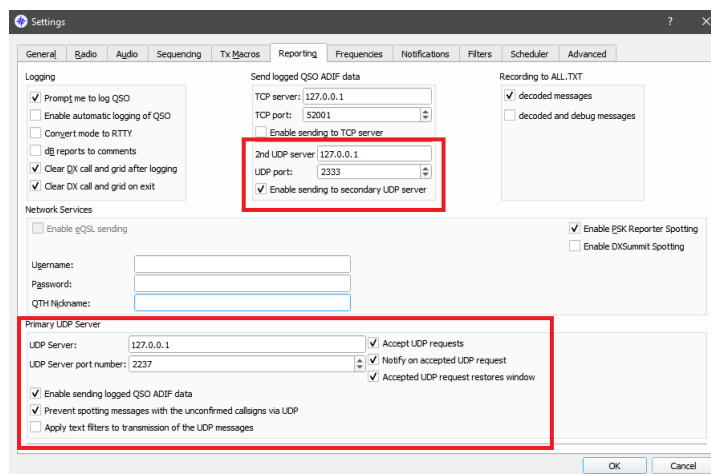 Settings ? X
General Radio Audio Sequencing Tx Macros Reporting Frequencies Notifications Filters Scheduler Advanced
Logging
Prompt me to log QSO
Enable automatic logging of QSO
Convert mode to RTTY
dB reports to comments
Clear DX call and grid after logging
Clear DX call and grid on exit
Send logged QSO ADIF data
TCP server: 127.0.0.1
TCP port: 52001
Enable sending to TCP server
2nd UDP server 127.0.0.1
UDP port: 2333
Enable sending to secondary UDP server
Recording to ALL.TXT
decoded messages
decoded and debug messages
Network Services
Enable eQSL sending
Username:
Password:
QTH Nickname:
Enable PSK Reporter Spotting
Enable DXSummit Spotting
Primary UDP Server
UDP Server: 127.0.0.1
UDP Server port number: 2237
Accept UDP requests
Notify on accepted UDP request
Accepted UDP request restores window
Enable sending logged QSO ADIF data
Prevent spotting messages with the unconfirmed callsigns via UDP
Apply text filters to transmission of the UDP messages
OK Cancel